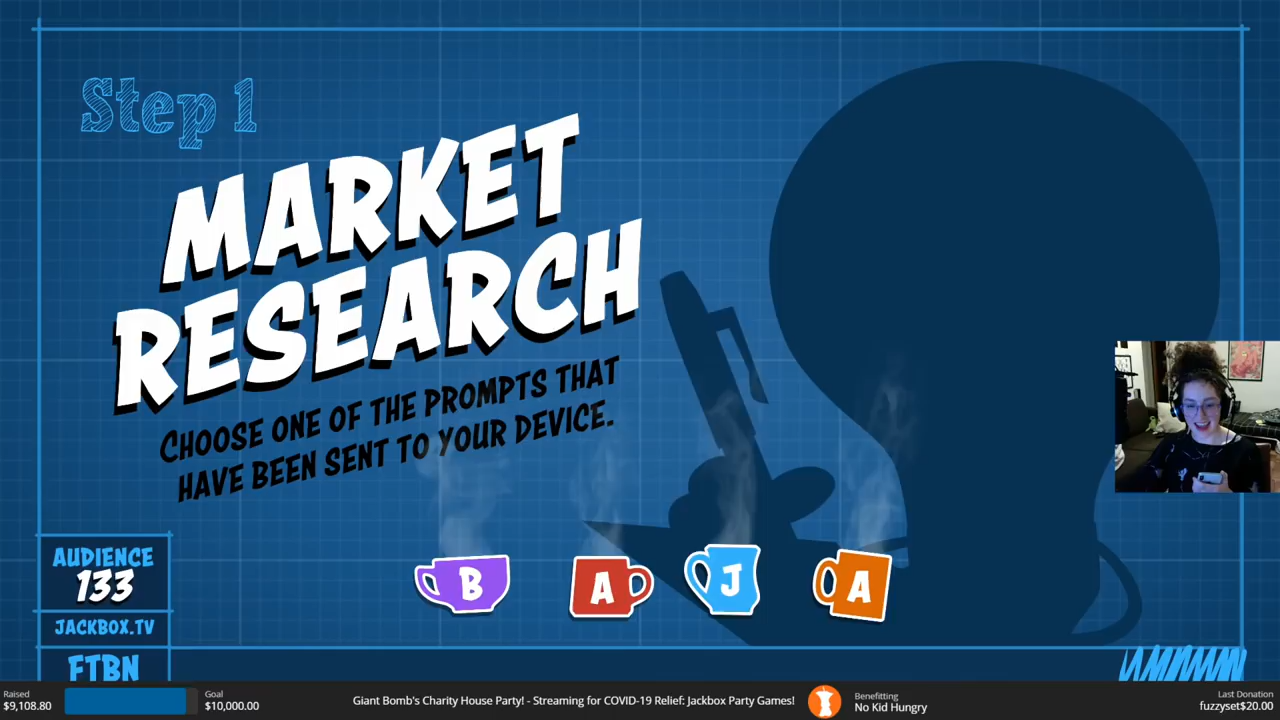 Step 1
MARKET
RESEARCH
CHOOSE ONE OF THE PROMPTS THAT
HAVE BEEN SENT TO YOUR DEVICE.
AUDIENCE
133
JACKBOX.TV
FTBN
B
A
J
A
Raised
$9,108.80
Goal
$10,000.00
Giant Bomb's Charity House Party! - Streaming for COVID-19 Relief: Jackbox Party Games!
Benefitting
No Kid Hungry
Last Donation
fuzzyset$20.00